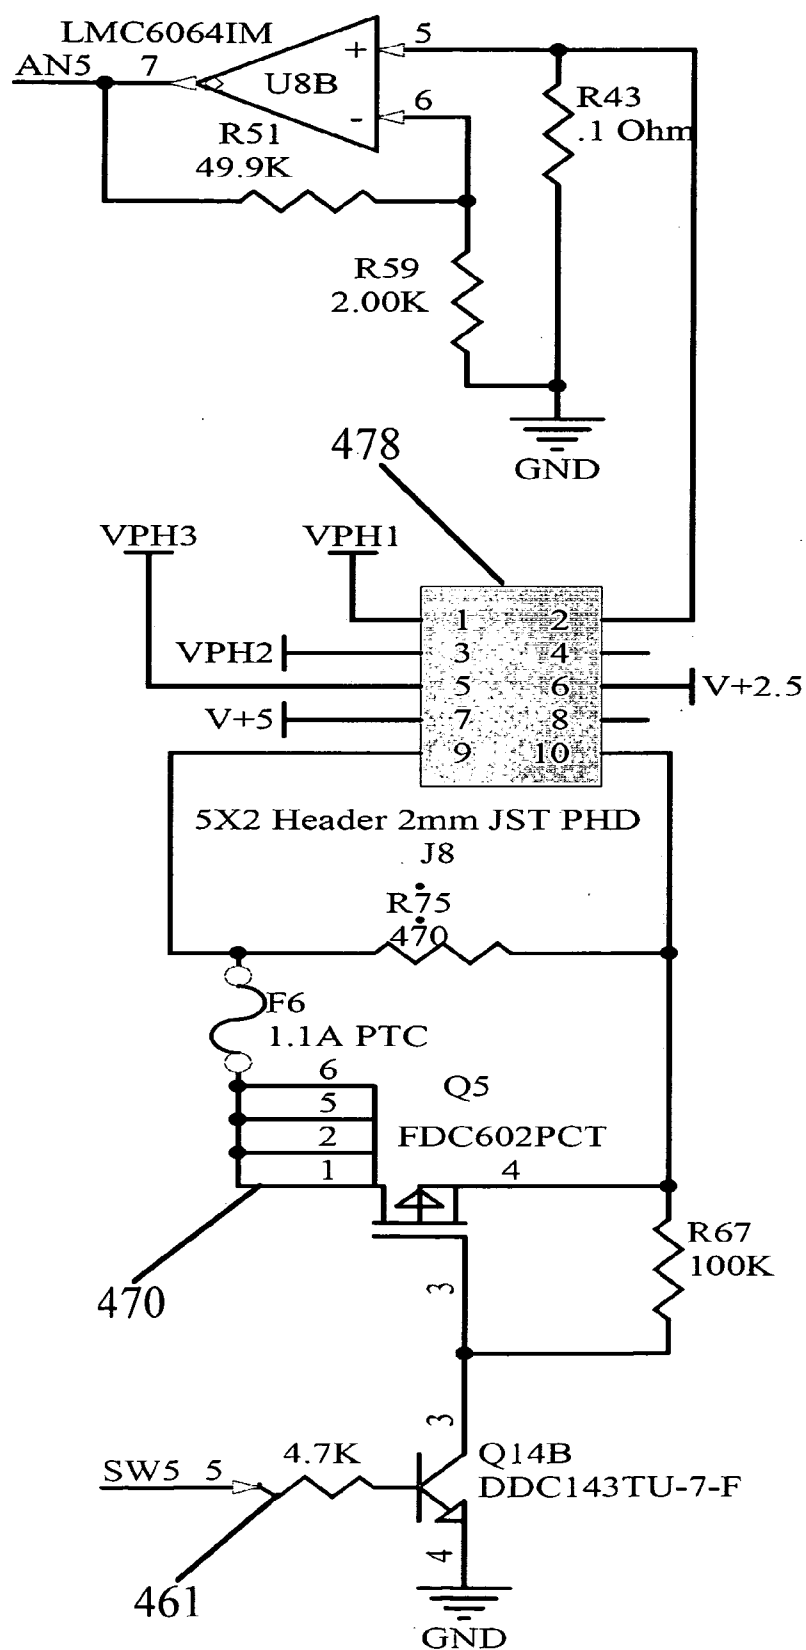 LMC6064IM
AN5 7
U8B
+ 5
- 6
R43
.1 Ohm
R51
49.9K
R59
2.00K
GND
478
VPH3
VPH1
1 2
VPH2 3 4
5 6 V+2.5
V+5 7 8
9 10
5X2 Header 2mm JST PHD
J8
R75
470
F6
1.1A PTC
6
5
2
1
Q5
FDC602PCT
4
470
R67
100K
3
3
4.7K
SW5 5
Q14B
DDC143TU-7-F
461
4
GND